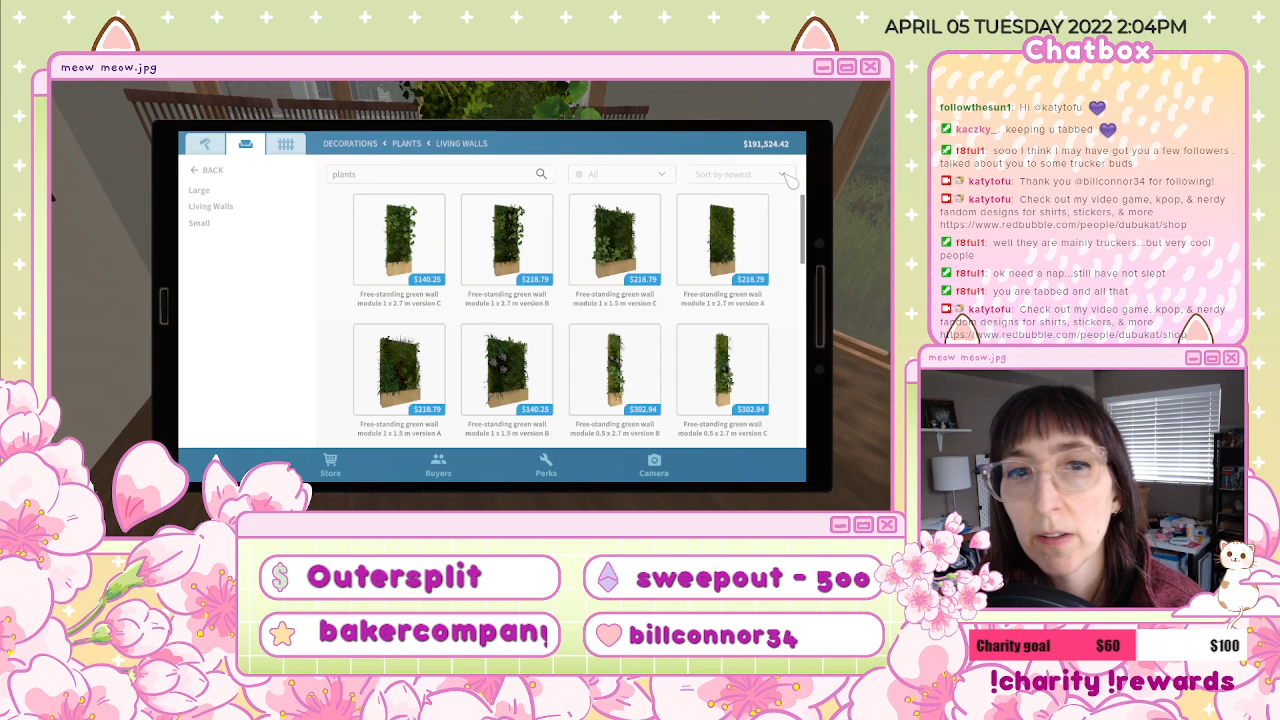 APRIL 05 TUESDAY 2022 2:04PM
meow meow.jpg
Chatbox
DECORATIONS < PLANTS < LIVING WALLS
$191,524.42
BACK
Large
Living Walls
Small
plants
All
Sort by newest
$140.25
$218.79
$218.79
$218.79
Free-standing green wall
module 1 x 2.7 m version C
Free-standing green wall
module 1 x 2.7 m version B
Free-standing green wall
module 1 x 1.5 m version C
Free-standing green wall
module 1 x 2.7 m version A
$218.79
$140.25
$302.94
$302.94
Free-standing green wall
module 1 x 1.5 m version A
Free-standing green wall
module 1 x 1.5 m version B
Free-standing green wall
module 0.5 x 2.7 m version B
Free-standing green wall
module 0.5 x 2.7 m version C
Store
Buyers
Perks
Camera
followthesun1: Hi @katytofu
kaczky_: keeping u tabbed
f8ful1: sooo I think I may have got you a few followers .
talked about you to some trucker buds
katytofu: Thank you @billconnor34 for following!
katytofu: Check out my video game, kpop, & nerdy
fandom designs for shirts, stickers, & more
https://www.redbubble.com/people/dubukat/shop
f8ful1: well they are mainly truckers...but very cool
people
f8ful1: ok need a nap...still have not slept
f8ful1: you are tabbed and all that
katytofu: Check out my video game, kpop, & nerdy
fandom designs for shirts, stickers, & more
https://www.redbubble.com/people/dubukat/shop
meow meow.jpg
Outersplit
sweepout - 500
bakercompany
billconnor34
Charity goal $60 $100
!charity !rewards